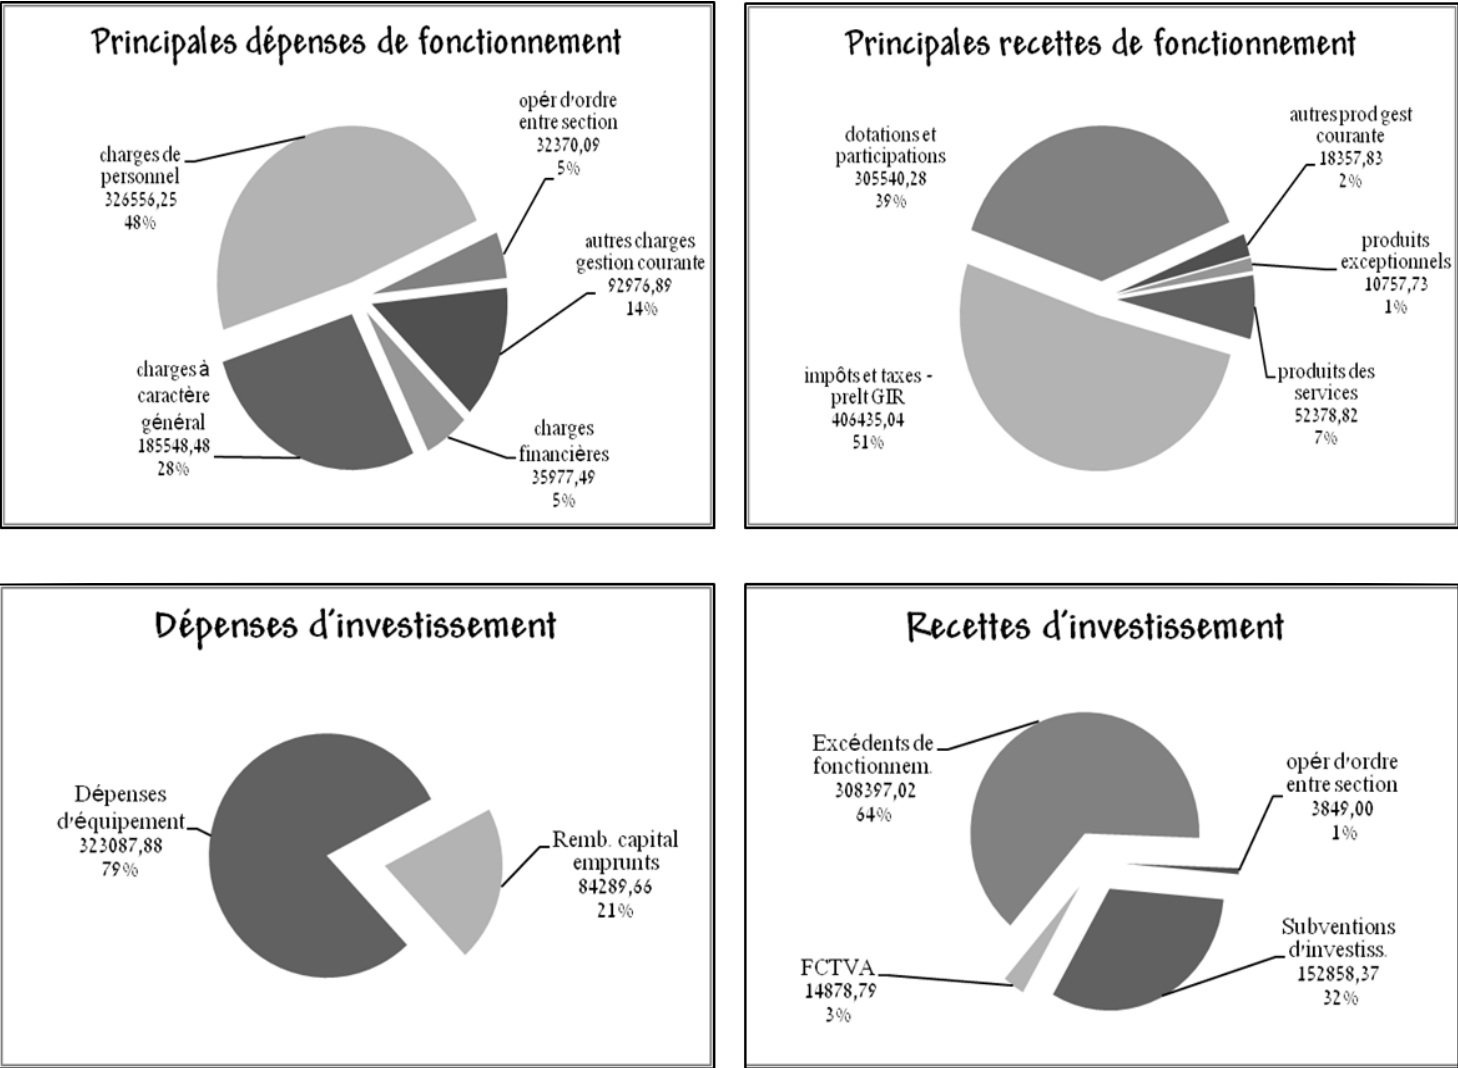 Principales dépenses de fonctionnement
opér d'ordre
entre section
32370,09
5%
charges de
personnel
326556,25
48%
autres charges
gestion courante
92976,89
14%
charges à
caractère
général
185548,48
28%
charges
financières
35977,49
5%
Principales recettes de fonctionnement
autres prod gest
courante
18357,83
2%
dotations et
participations
305540,28
39%
produits
exceptionnels
10757,73
1%
impôts et taxes -
prelt GIR
406435,04
51%
produits des
services
52378,82
7%
Dépenses d'investissement
Dépenses
d'équipement
323087,88
79%
Remb. capital
emprunts
84289,66
21%
Recettes d'investissement
Excédents de
fonctionnem.
308397,02
64%
opér d'ordre
entre section
3849,00
1%
Subventions
d'investiss.
152858,37
32%
FCTVA
14878,79
3%